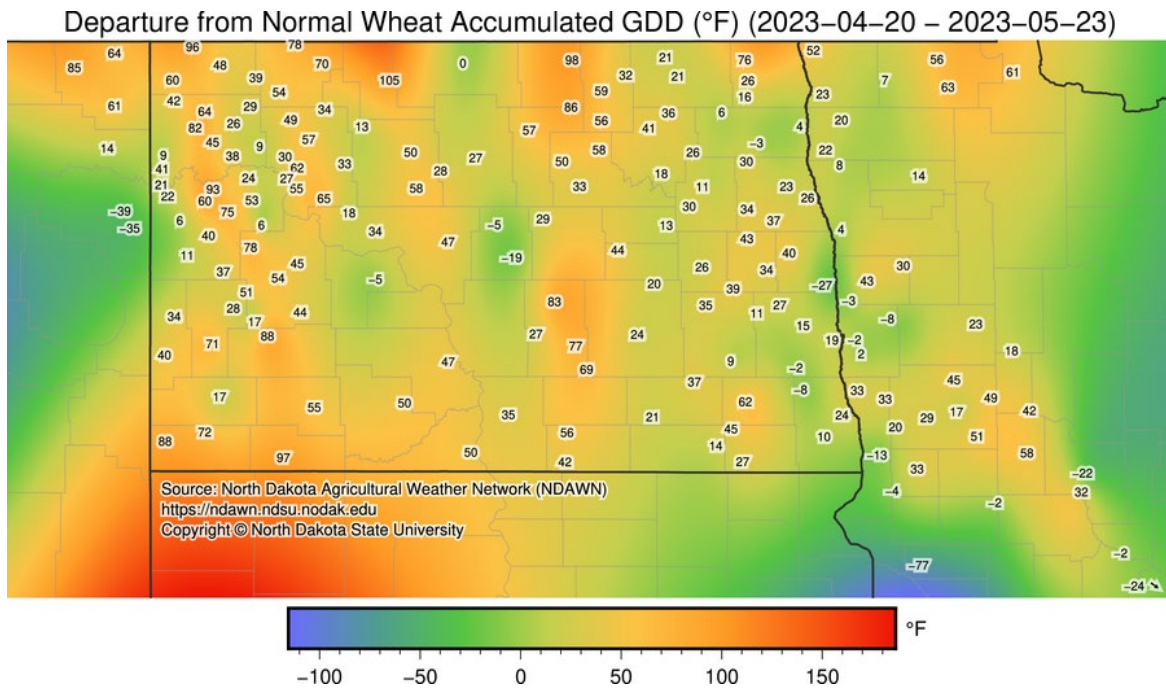 Departure from Normal Wheat Accumulated GDD (°F) (2023−04−20 − 2023−05−23)
64 96 78 52
85 48 70 0 98 21 76 56
60 39 105 32 21 26 7 61
54 59 16 23 63
61 42 64 29 34 86 36 6 20
82 26 49 13 57 56 41 4
14 45 9 57 50 58 26 −3 22
9 38 30 33 27 50 30 8
41 24 62 28 18 14
21 93 27 55 58 33 11 23
22 60 53 65 26
−39 75 18 29 30 34
−35 6 6 34 −5 13 37 4
40 47 43
11 78 −19 44 40
37 54 45 −5 26 34 30
51 20 39 −27 43
34 28 44 83 35 11 27 −3
17 15 −8 23
71 88 27 77 24 19 −2
40 47 69 9 −2 2 18
37 −8 33 45
17 55 50 62 33 49
35 21 24 29 17 42
88 72 56 45 10 20 51
97 50 42 14 27 −13 33 58
−22
−4 −2 32
−77 −2
−24
Source: North Dakota Agricultural Weather Network (NDAWN)
https://ndawn.ndsu.nodak.edu
Copyright © North Dakota State University
°F
−100 −50 0 50 100 150